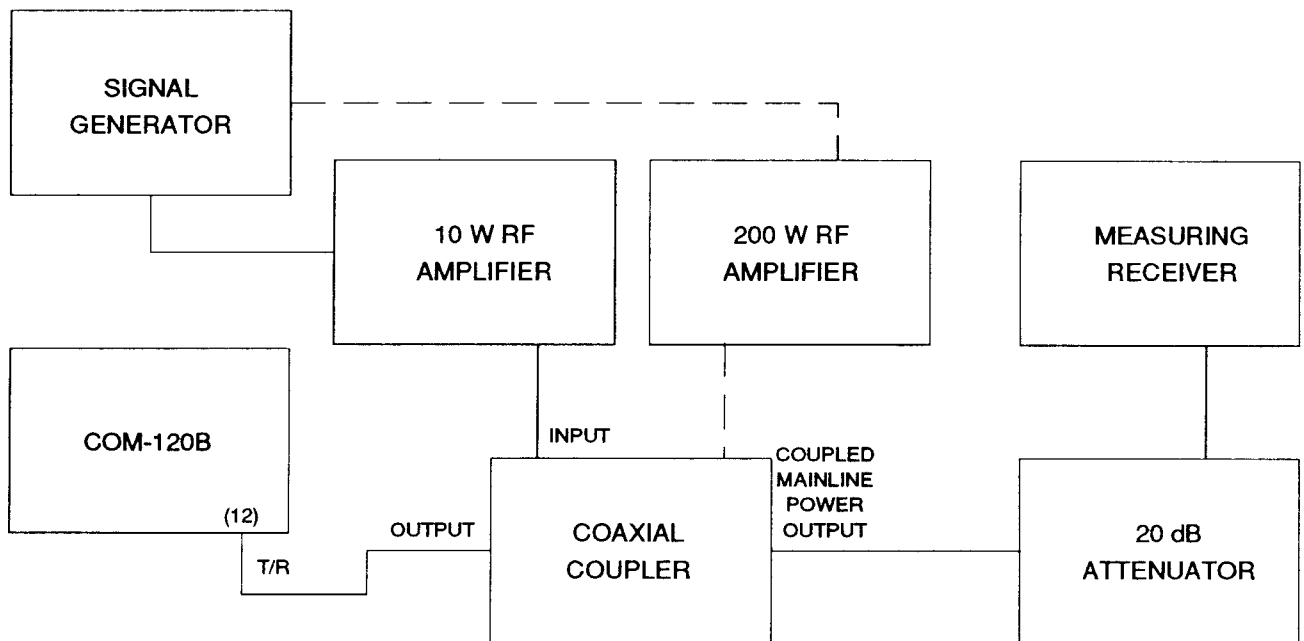 SIGNAL
GENERATOR
10 W RF
AMPLIFIER
200 W RF
AMPLIFIER
MEASURING
RECEIVER
COM-120B
(12)
T/R
OUTPUT
INPUT
COAXIAL
COUPLER
COUPLED
MAINLINE
POWER
OUTPUT
20 dB
ATTENUATOR